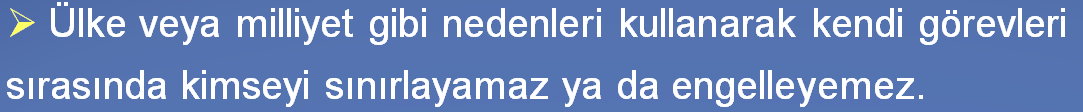 ➢ Ülke veya milliyet gibi nedenleri kullanarak kendi görevleri
sırasında kimseyi sınırlayamaz ya da engelleyemez.